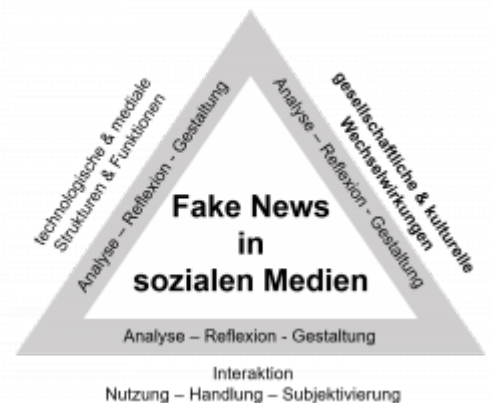 technologische & mediale
Strukturen & Funktionen
Analyse – Reflexion - Gestaltung
gesellschaftliche & kulturelle
Wechselwirkungen
Analyse – Reflexion - Gestaltung
Fake News
in
sozialen Medien
Analyse – Reflexion - Gestaltung
Interaktion
Nutzung – Handlung – Subjektivierung